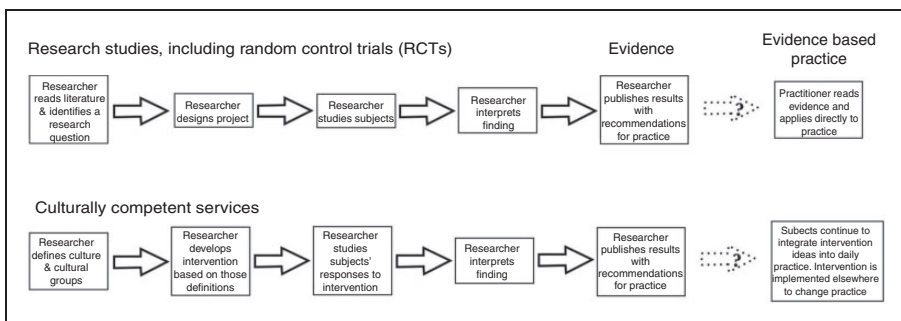 Research studies, including random control trials (RCTs)
Evidence
Evidence based
practice
Researcher
reads literature
& identifies a
research
question
Researcher
designs project
Researcher
studies subjects
Researcher
interprets
finding
Researcher
publishes results
with
recommendations
for practice
?
Practitioner reads
evidence and
applies directly to
practice
Culturally competent services
Researcher
defines culture
& cultural
groups
Researcher
develops
intervention
based on those
definitions
Researcher
studies
subjects'
responses to
intervention
Researcher
interprets
finding
Researcher
publishes results
with
recommendations
for practice
?
Subects continue to
integrate intervention
ideas into daily
practice. Intervention is
implemented elsewhere
to change practice